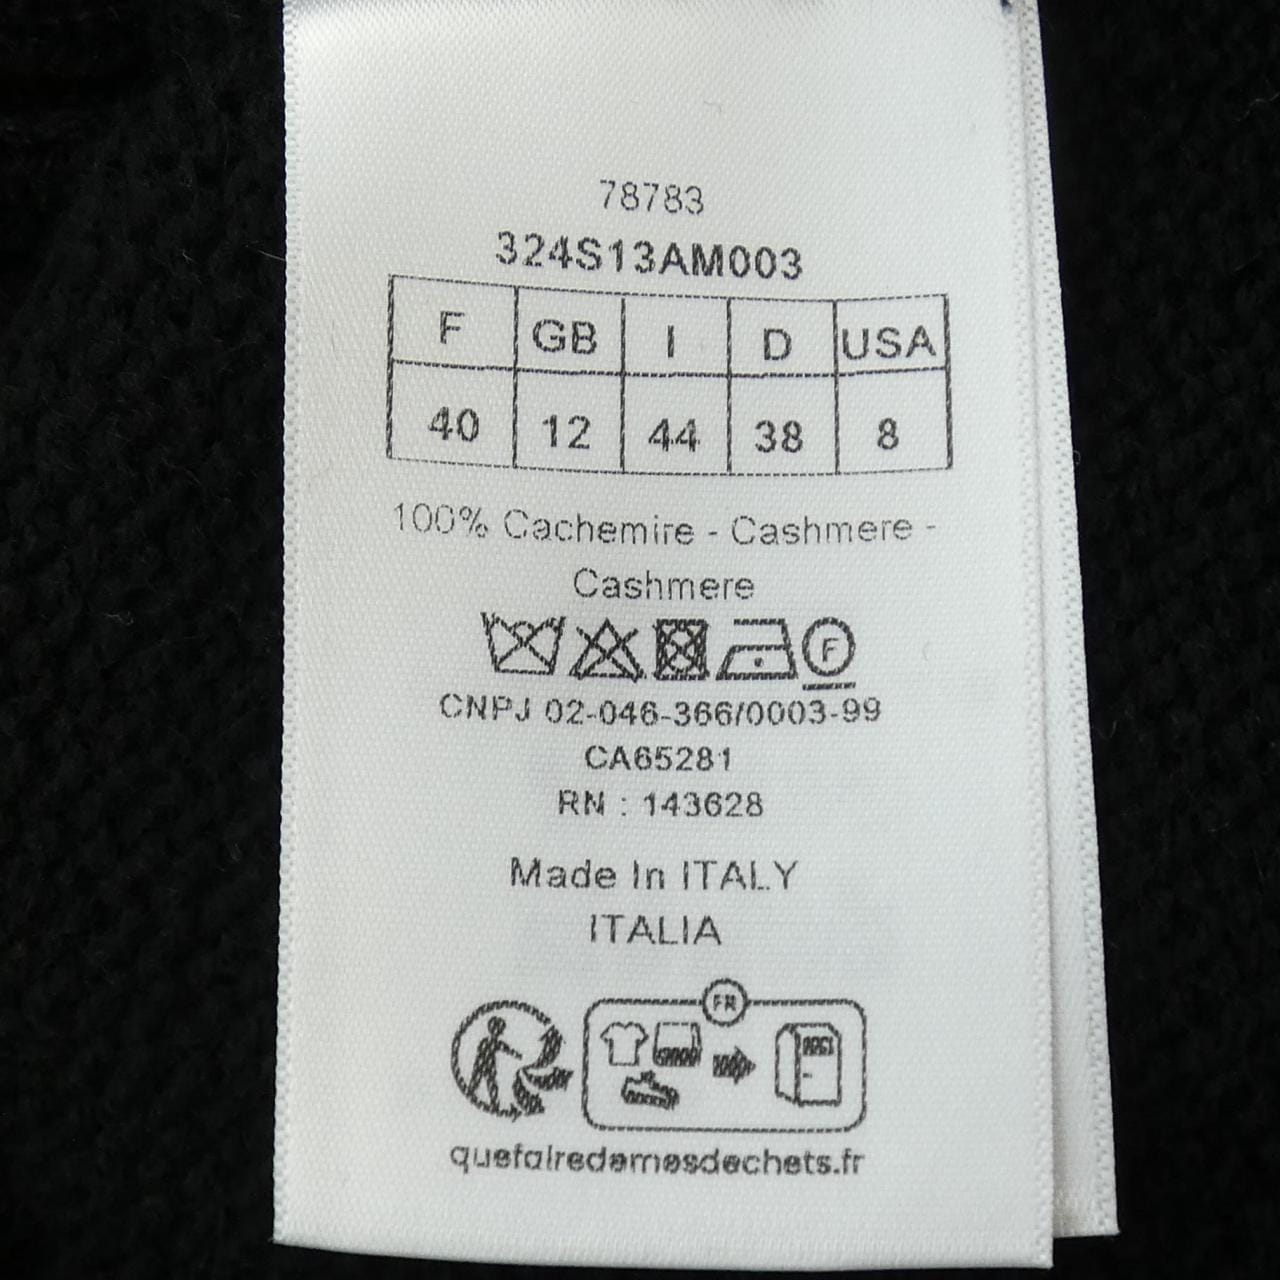 78783
324S13AM003
F GB I D USA
40 12 44 38 8
100% Cachemire - Cashmere -
Cashmere
F
CNPJ 02-046-366/0003-99
CA65281
RN : 143628
Made In ITALY
ITALIA
FR
quefairedemesdechets.fr